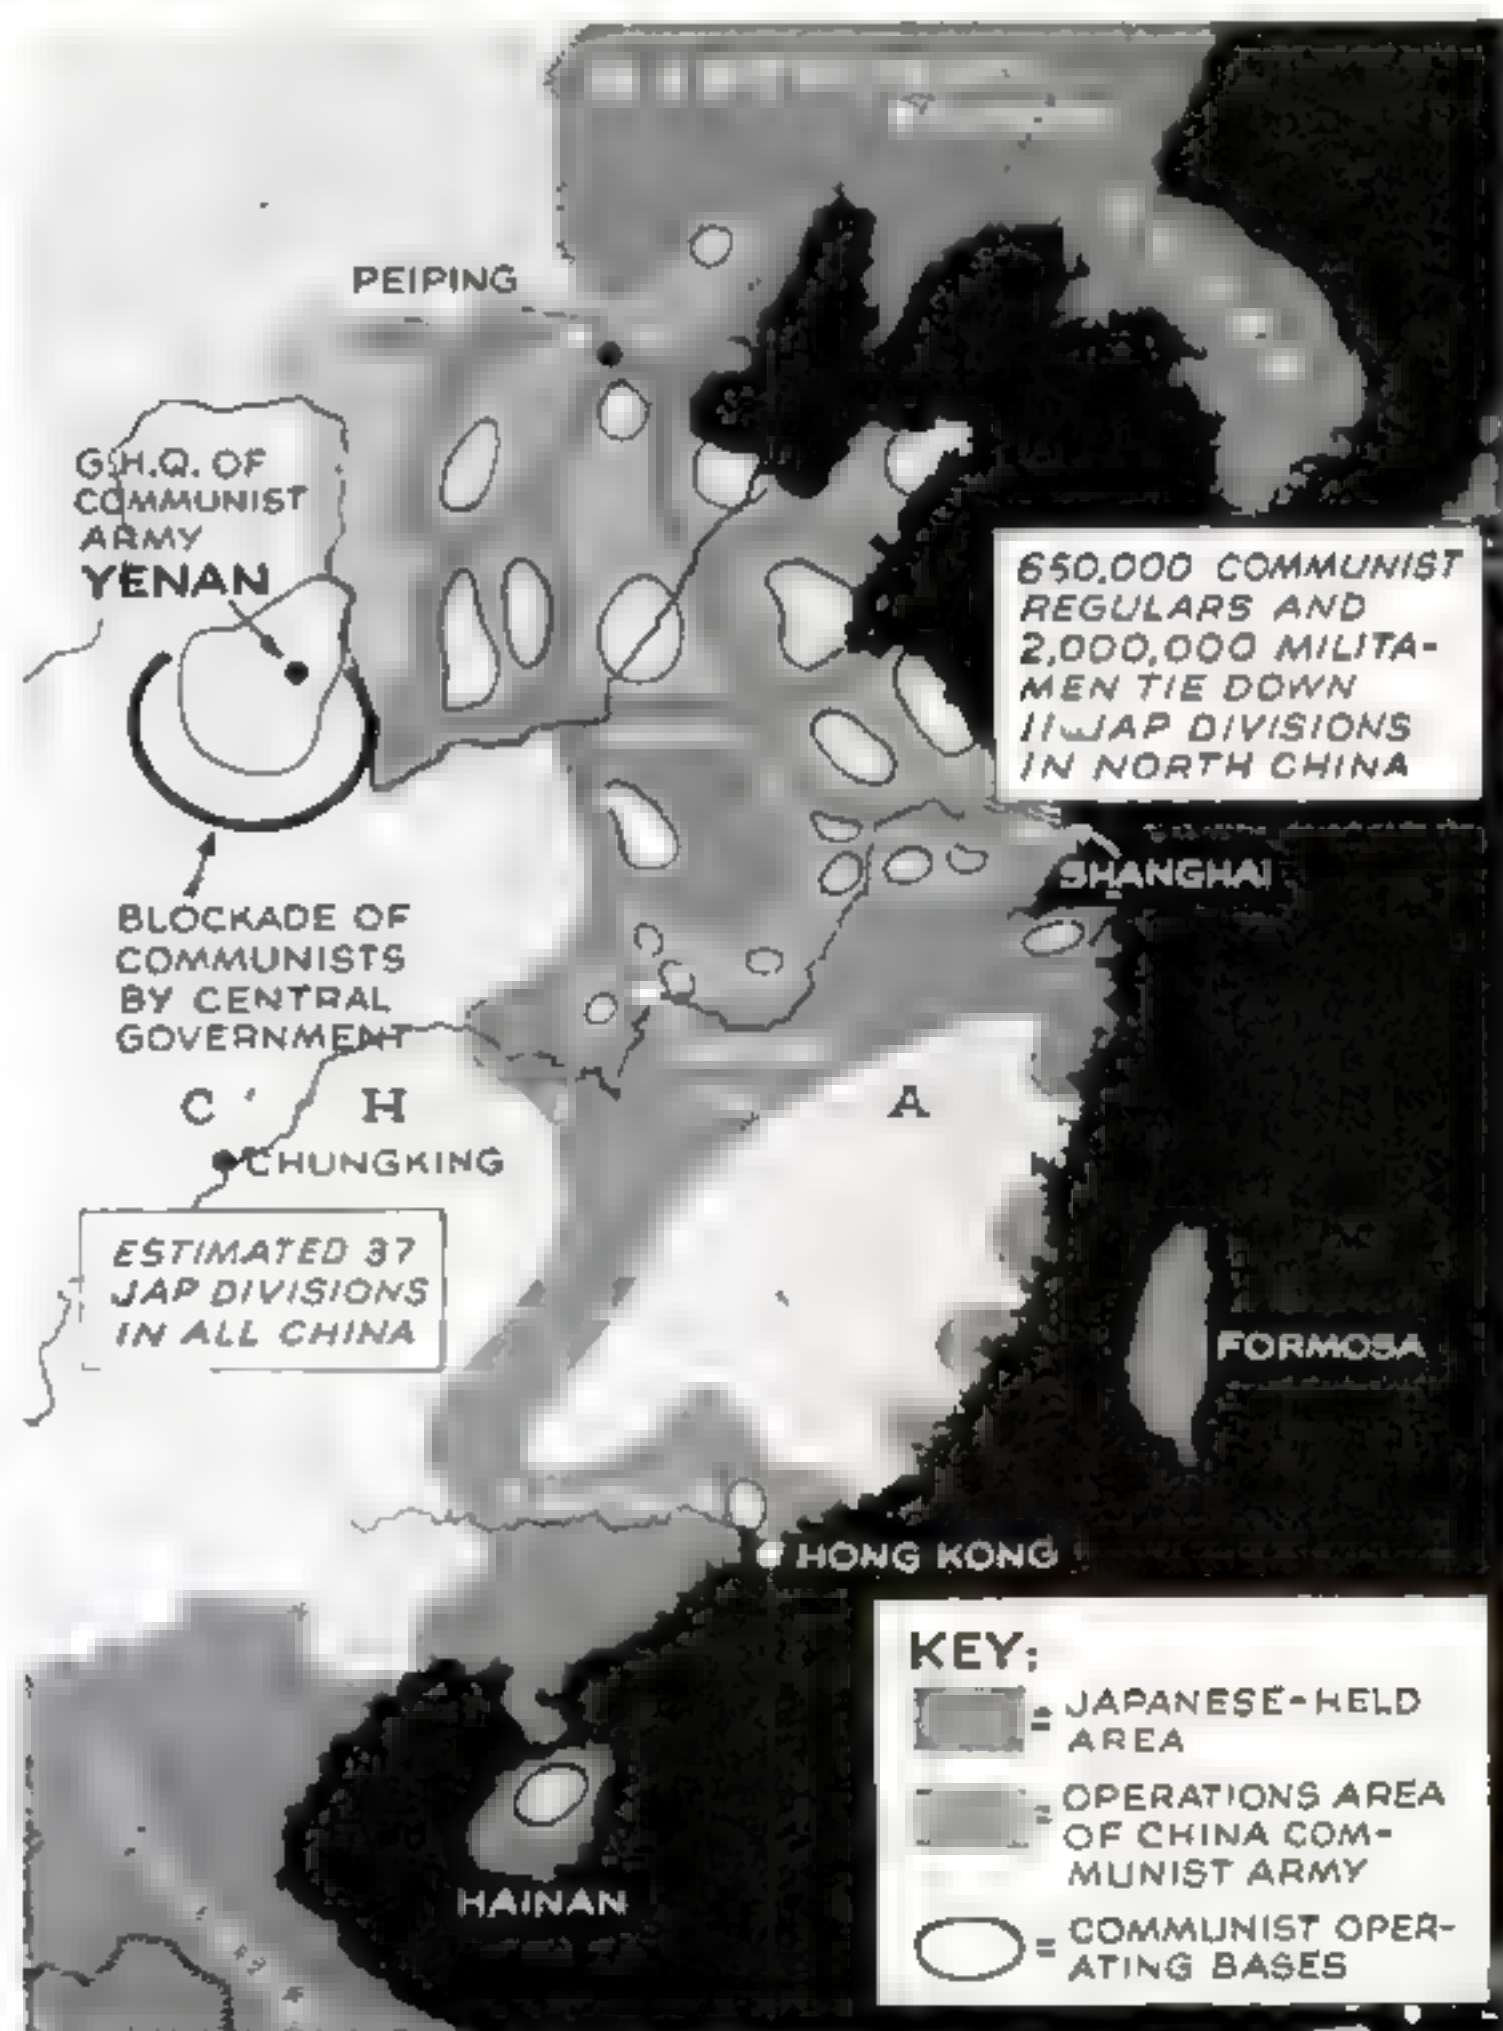 PEIPING
G.H.Q. OF
COMMUNIST
ARMY
YENAN
650,000 COMMUNIST
REGULARS AND
2,000,000 MILITA-
MEN TIE DOWN
JAP DIVISIONS
IN NORTH CHINA
SHANGHAI
BLOCKADE OF
COMMUNISTS
BY CENTRAL
GOVERNMENT
C H A
CHUNGKING
ESTIMATED 37
JAP DIVISIONS
IN ALL CHINA
FORMOSA
HONG KONG
KEY:
= JAPANESE-HELD
AREA
= OPERATIONS AREA
OF CHINA COM-
MUNIST ARMY
= COMMUNIST OPER-
ATING BASES
HAINAN